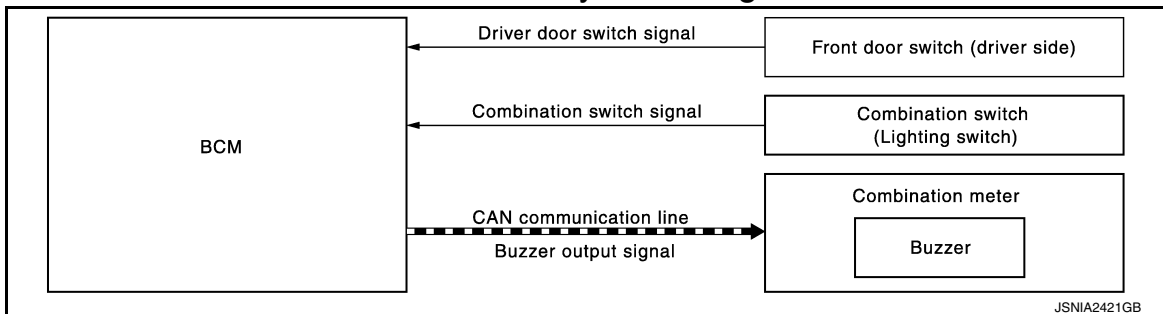 Driver door switch signal
Front door switch (driver side)
Combination switch signal
Combination switch
(Lighting switch)
BCM
Combination meter
CAN communication line
Buzzer output signal
Buzzer
JSNIA2421GB